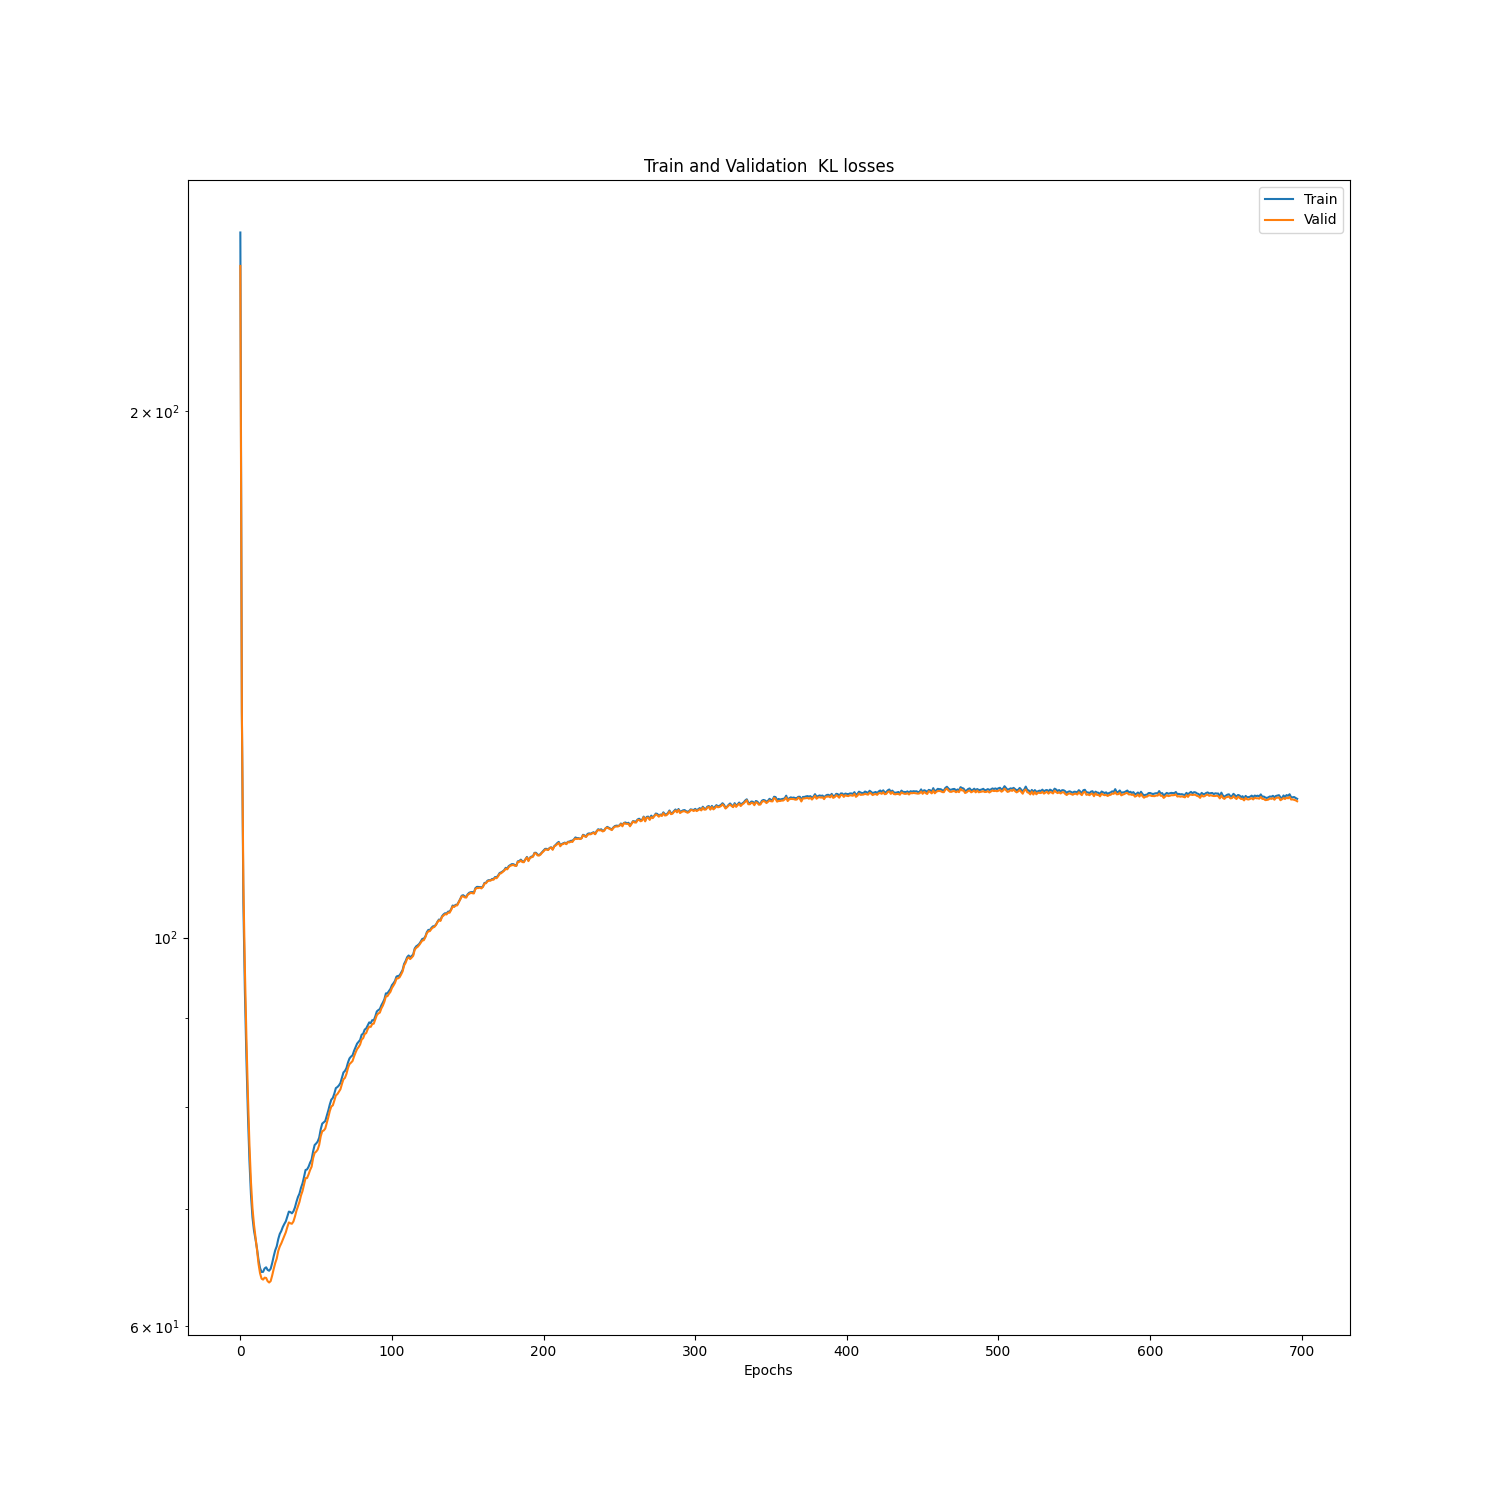 Train and Validation  KL losses
Train
Valid
2 × 10²
10²
6 × 10¹
0 100 200 300 400 500 600 700
Epochs